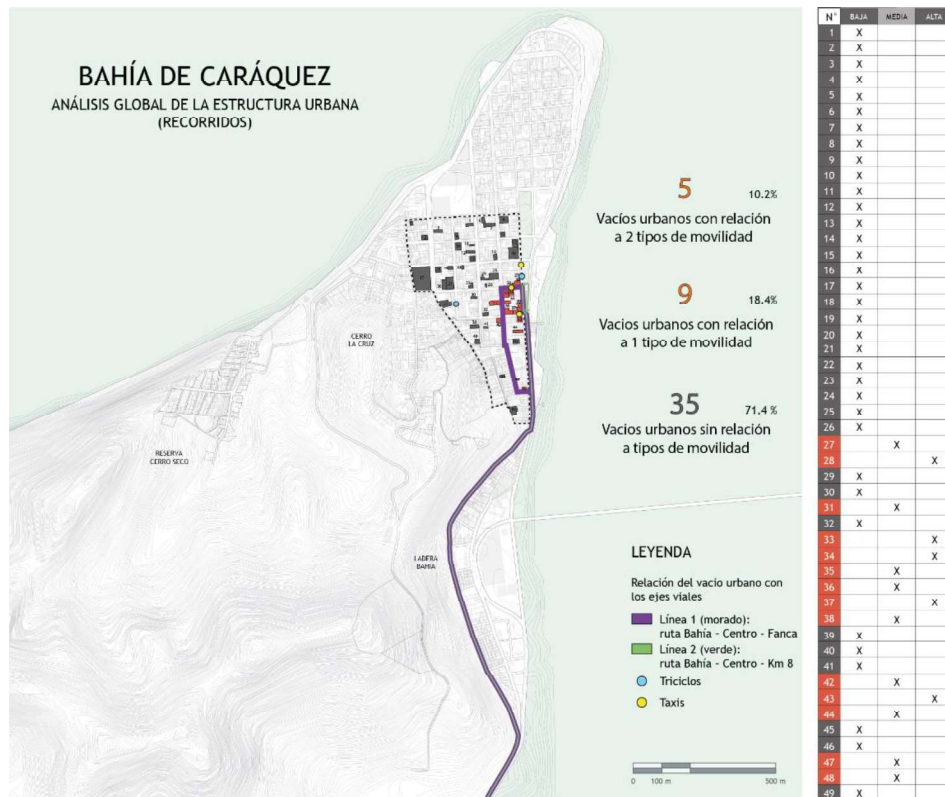 BAHÍA DE CARÁQUEZ
ANÁLISIS GLOBAL DE LA ESTRUCTURA URBANA
(RECORRIDOS)
5 10.2%
Vacíos urbanos con relación
a 2 tipos de movilidad
9 18.4%
Vacios urbanos con relación
a 1 tipo de movilidad
35 71.4 %
Vacios urbanos sin relación
a tipos de movilidad
CERRO
LA CRUZ
RESERVA
CERRO SECO
LADERA
BAHIA
LEYENDA
Relación del vacio urbano con
los ejes viales
Línea 1 (morado):
ruta Bahía - Centro - Fanca
Línea 2 (verde):
ruta Bahía - Centro - Km 8
Triciclos
Taxis
0 100 m 500 m
N° BAJA MEDIA ALTA
1 X
2 X
3 X
4 X
5 X
6 X
7 X
8 X
9 X
10 X
11 X
12 X
13 X
14 X
15 X
16 X
17 X
18 X
19 X
20 X
21 X
22 X
23 X
24 X
25 X
26 X
27 X
28 X
29 X
30 X
31 X
32 X
33 X
34 X
35 X
36 X
37 X
38 X
39 X
40 X
41 X
42 X
43 X
44 X
45 X
46 X
47 X
48 X
49 X